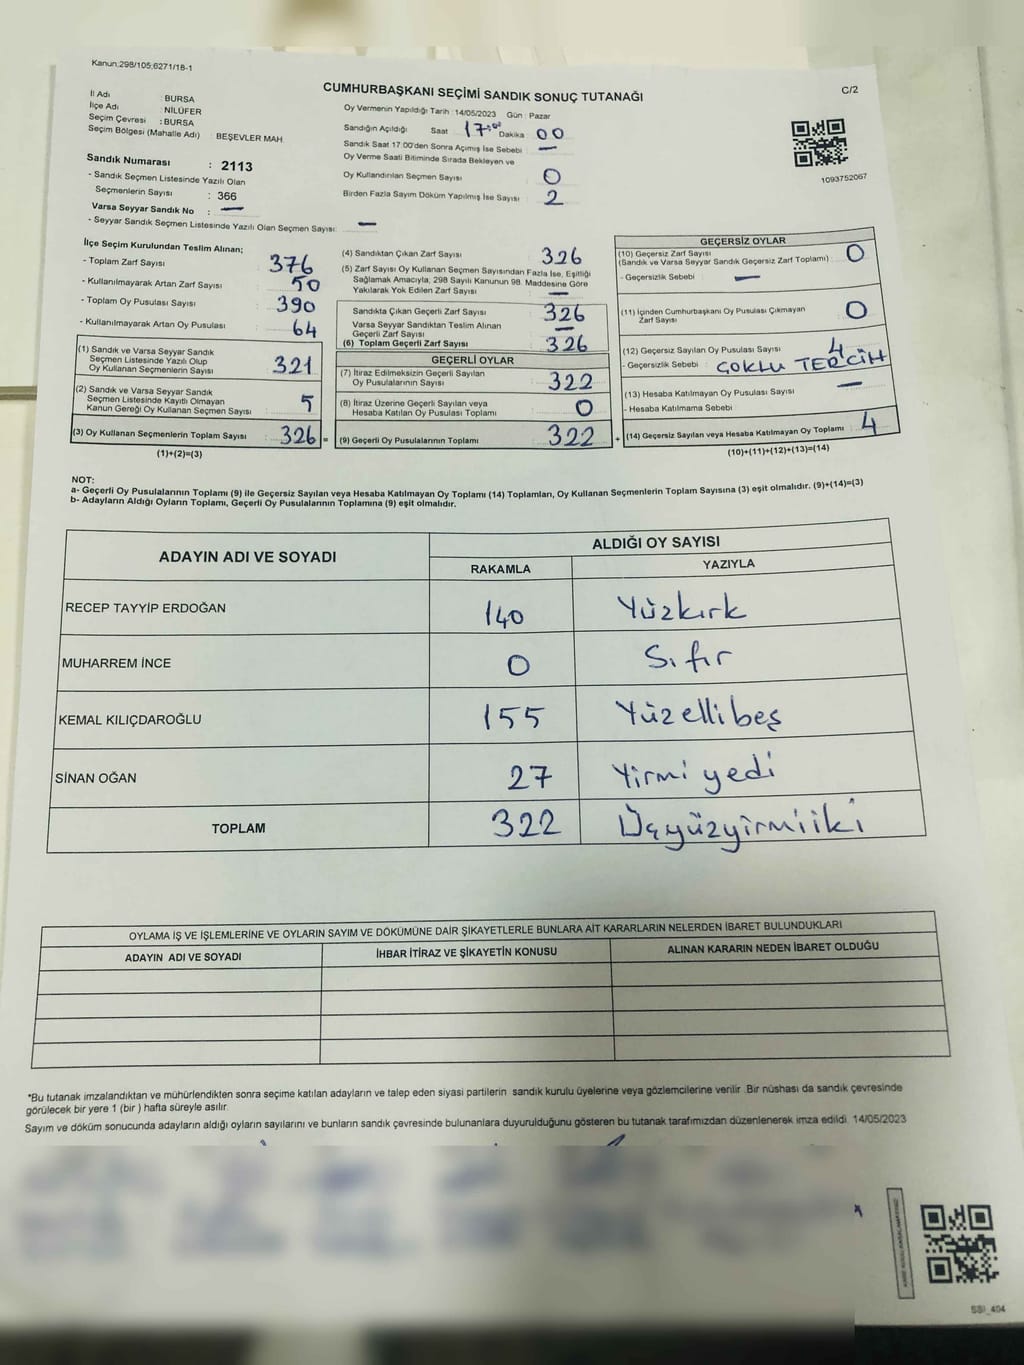 Kanun:298/105;6271/18-1
CUMHURBAŞKANI SEÇİMİ SANDIK SONUÇ TUTANAĞI
C/2
İl Adı : BURSA
İlçe Adı : NİLÜFER
Seçim Çevresi : BURSA
Seçim Bölgesi (Mahalle Adı) : BEŞEVLER MAH.
Sandık Numarası : 2113
- Sandık Seçmen Listesinde Yazılı Olan
Seçmenlerin Sayısı : 366
Varsa Seyyar Sandık No : —
- Seyyar Sandık Seçmen Listesinde Yazılı Olan Seçmen Sayısı: —
Oy Vermenin Yapıldığı Tarih :14/05/2023 Gün : Pazar
Sandığın Açıldığı Saat 17:00 Dakika 00
Sandık Saat 17:00'den Sonra Açılmış İse Sebebi : —
Oy Verme Saati Bitiminde Sırada Bekleyen ve
Oy Kullandırılan Seçmen Sayısı : 0
Birden Fazla Sayım Döküm Yapılmış İse Sayısı : 2
1093752067
İlçe Seçim Kurulundan Teslim Alınan;
- Toplam Zarf Sayısı : 376
- Kullanılmayarak Artan Zarf Sayısı : 50
- Toplam Oy Pusulası Sayısı : 390
- Kullanılmayarak Artan Oy Pusulası : 64
(1) Sandık ve Varsa Seyyar Sandık
Seçmen Listesinde Yazılı Olup
Oy Kullanan Seçmenlerin Sayısı : 321
(2) Sandık ve Varsa Seyyar Sandık
Seçmen Listesinde Kayıtlı Olmayan
Kanun Gereği Oy Kullanan Seçmen Sayısı : 5
(3) Oy Kullanan Seçmenlerin Toplam Sayısı : 326 =
(1)+(2)=(3)
(4) Sandıktan Çıkan Zarf Sayısı : 326
(5) Zarf Sayısı Oy Kullanan Seçmen Sayısından Fazla İse, Eşitliği
Sağlamak Amacıyla; 298 Sayılı Kanunun 98. Maddesine Göre
Yakılarak Yok Edilen Zarf Sayısı : —
Sandıkta Çıkan Geçerli Zarf Sayısı : 326
Varsa Seyyar Sandıktan Teslim Alınan
Geçerli Zarf Sayısı : —
(6) Toplam Geçerli Zarf Sayısı : 326
GEÇERLİ OYLAR
(7) İtiraz Edilmeksizin Geçerli Sayılan
Oy Pusulalarının Sayısı : 322
(8) İtiraz Üzerine Geçerli Sayılan veya
Hesaba Katılan Oy Pusulası Toplamı : 0
(9) Geçerli Oy Pusulalarının Toplamı : 322 +
GEÇERSİZ OYLAR
(10) Geçersiz Zarf Sayısı
(Sandık ve Varsa Seyyar Sandık Geçersiz Zarf Toplamı) : 0
- Geçersizlik Sebebi : —
(11) İçinden Cumhurbaşkanı Oy Pusulası Çıkmayan
Zarf Sayısı : 0
(12) Geçersiz Sayılan Oy Pusulası Sayısı : 4
- Geçersizlik Sebebi : ÇOKLU TERCİH
(13) Hesaba Katılmayan Oy Pusulası Sayısı : —
- Hesaba Katılmama Sebebi :
(14) Geçersiz Sayılan veya Hesaba Katılmayan Oy Toplamı : 4
(10)+(11)+(12)+(13)=(14)
NOT:
a- Geçerli Oy Pusulalarının Toplamı (9) ile Geçersiz Sayılan veya Hesaba Katılmayan Oy Toplamı (14) Toplamları, Oy Kullanan Seçmenlerin Toplam Sayısına (3) eşit olmalıdır. (9)+(14)=(3)
b- Adayların Aldığı Oyların Toplamı, Geçerli Oy Pusulalarının Toplamına (9) eşit olmalıdır.
ADAYIN ADI VE SOYADI
ALDIĞI OY SAYISI
RAKAMLA YAZIYLA
RECEP TAYYİP ERDOĞAN 140 Yüzkırk
MUHARREM İNCE 0 Sıfır
KEMAL KILIÇDAROĞLU 155 Yüzellibeş
SİNAN OĞAN 27 Yirmi yedi
TOPLAM 322 Üçyüzyirmiiki
OYLAMA İŞ VE İŞLEMLERİNE VE OYLARIN SAYIM VE DÖKÜMÜNE DAİR ŞİKAYETLERLE BUNLARA AİT KARARLARIN NELERDEN İBARET BULUNDUKLARI
ADAYIN ADI VE SOYADI İHBAR İTİRAZ VE ŞİKAYETİN KONUSU ALINAN KARARIN NEDEN İBARET OLDUĞU
*Bu tutanak imzalandıktan ve mühürlendikten sonra seçime katılan adayların ve talep eden siyasi partilerin sandık kurulu üyelerine veya gözlemcilerine verilir. Bir nüshası da sandık çevresinde
görülecek bir yere 1 (bir ) hafta süreyle asılır.
Sayım ve döküm sonucunda adayların aldığı oyların sayılarını ve bunların sandık çevresinde bulunanlara duyurulduğunu gösteren bu tutanak tarafımızdan düzenlenerek imza edildi. 14/05/2023
SSI_404